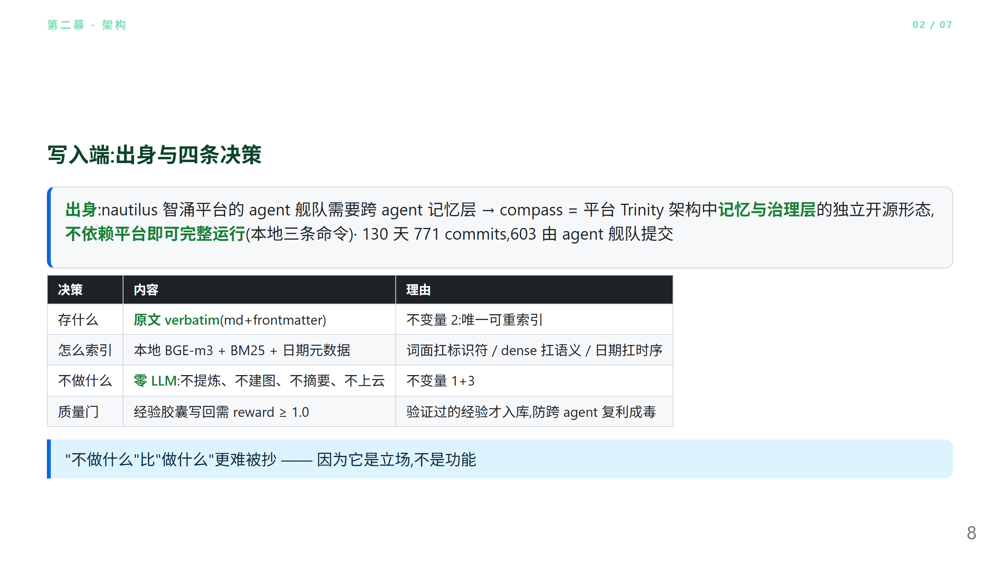 第二幕 · 架构
02 / 07
写入端:出身与四条决策
出身:nautilus 智涌平台的 agent 舰队需要跨 agent 记忆层 → compass = 平台 Trinity 架构中记忆与治理层的独立开源形态,
不依赖平台即可完整运行(本地三条命令)· 130 天 771 commits,603 由 agent 舰队提交
决策 内容 理由
存什么 原文 verbatim(md+frontmatter) 不变量 2:唯一可重索引
怎么索引 本地 BGE-m3 + BM25 + 日期元数据 词面扛标识符 / dense 扛语义 / 日期扛时序
不做什么 零 LLM:不提炼、不建图、不摘要、不上云 不变量 1+3
质量门 经验胶囊写回需 reward ≥ 1.0 验证过的经验才入库,防跨 agent 复利成毒
"不做什么"比"做什么"更难被抄 —— 因为它是立场,不是功能
8